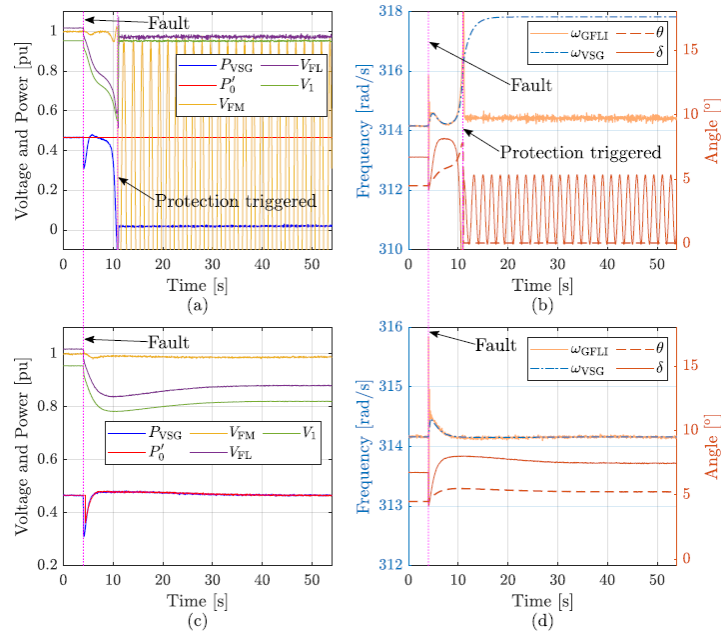 Voltage and Power [pu]
1
0.8
0.6
0.4
0.2
0
Fault
P_VSG V_FL
P′_0 V_1
V_FM
Protection triggered
0 10 20 30 40 50
Time [s]
(a)
Frequency [rad/s]
318
316
314
312
310
ω_GFLI θ
ω_VSG δ
Fault
Protection triggered
15
10
5
0
Angle [°]
0 10 20 30 40 50
Time [s]
(b)
Voltage and Power [pu]
1
0.8
0.6
0.4
0.2
Fault
P_VSG V_FM V_1
P′_0 V_FL
0 10 20 30 40 50
Time [s]
(c)
Frequency [rad/s]
316
315
314
313
312
ω_GFLI θ
ω_VSG δ
Fault
15
10
5
0
Angle [°]
0 10 20 30 40 50
Time [s]
(d)